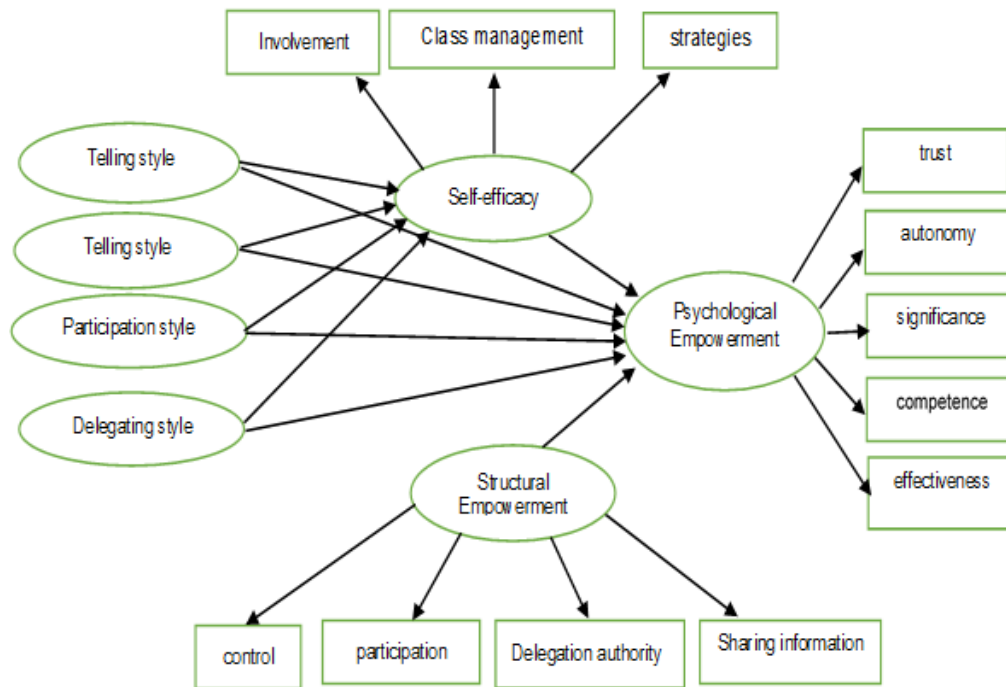 Involvement
Class management
strategies
Telling style
Self-efficacy
trust
Telling style
autonomy
Participation style
Psychological
Empowerment
significance
Delegating style
competence
Structural
Empowerment
effectiveness
control
participation
Delegation authority
Sharing information